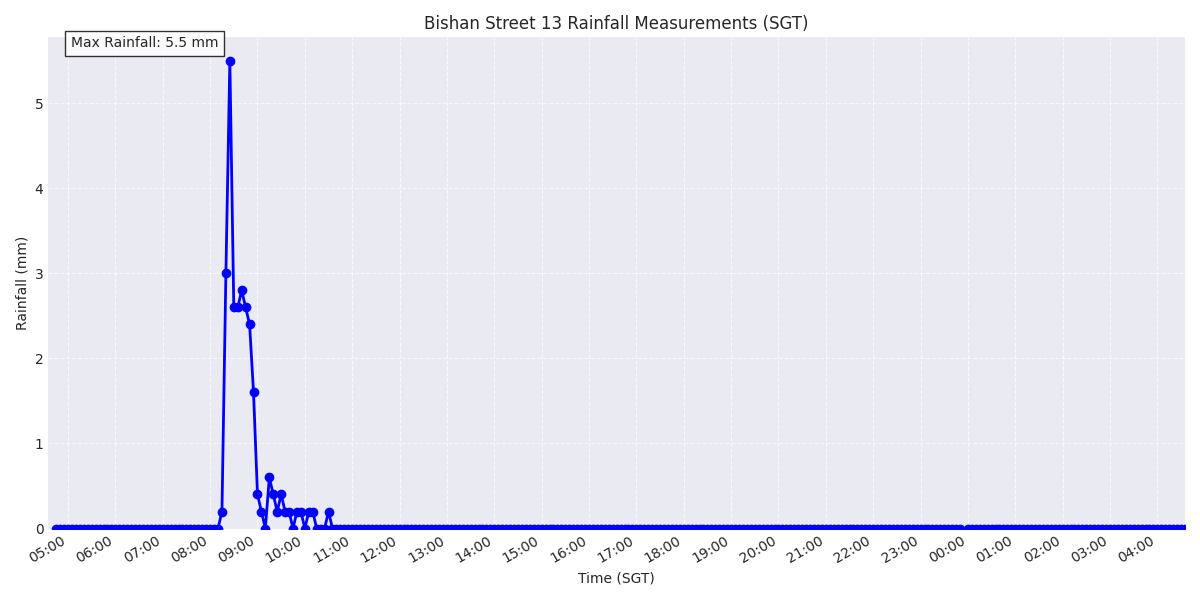 Bishan Street 13 Rainfall Measurements (SGT)
Max Rainfall: 5.5 mm
Rainfall (mm)
5
4
3
2
1
0
05:00 06:00 07:00 08:00 09:00 10:00 11:00 12:00 13:00 14:00 15:00 16:00 17:00 18:00 19:00 20:00 21:00 22:00 23:00 00:00 01:00 02:00 03:00 04:00
Time (SGT)